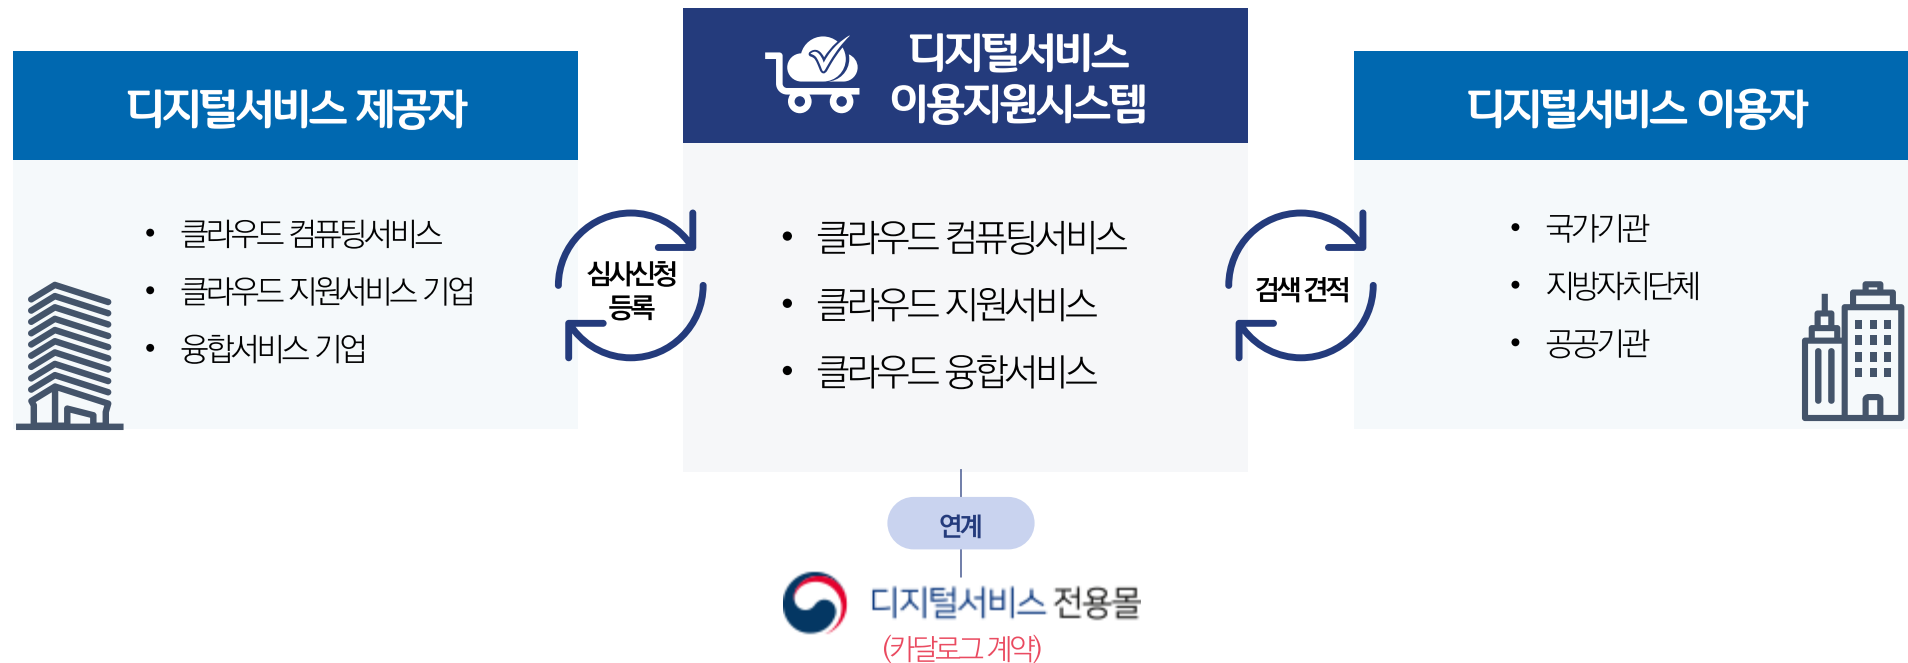 디지털서비스 제공자
• 클라우드 컴퓨팅서비스
• 클라우드 지원서비스 기업
• 융합서비스 기업
심사신청
등록
디지털서비스
이용지원시스템
• 클라우드 컴퓨팅서비스
• 클라우드 지원서비스
• 클라우드 융합서비스
검색 견적
디지털서비스 이용자
• 국가기관
• 지방자치단체
• 공공기관
연계
디지털서비스 전용몰
(카달로그 계약)